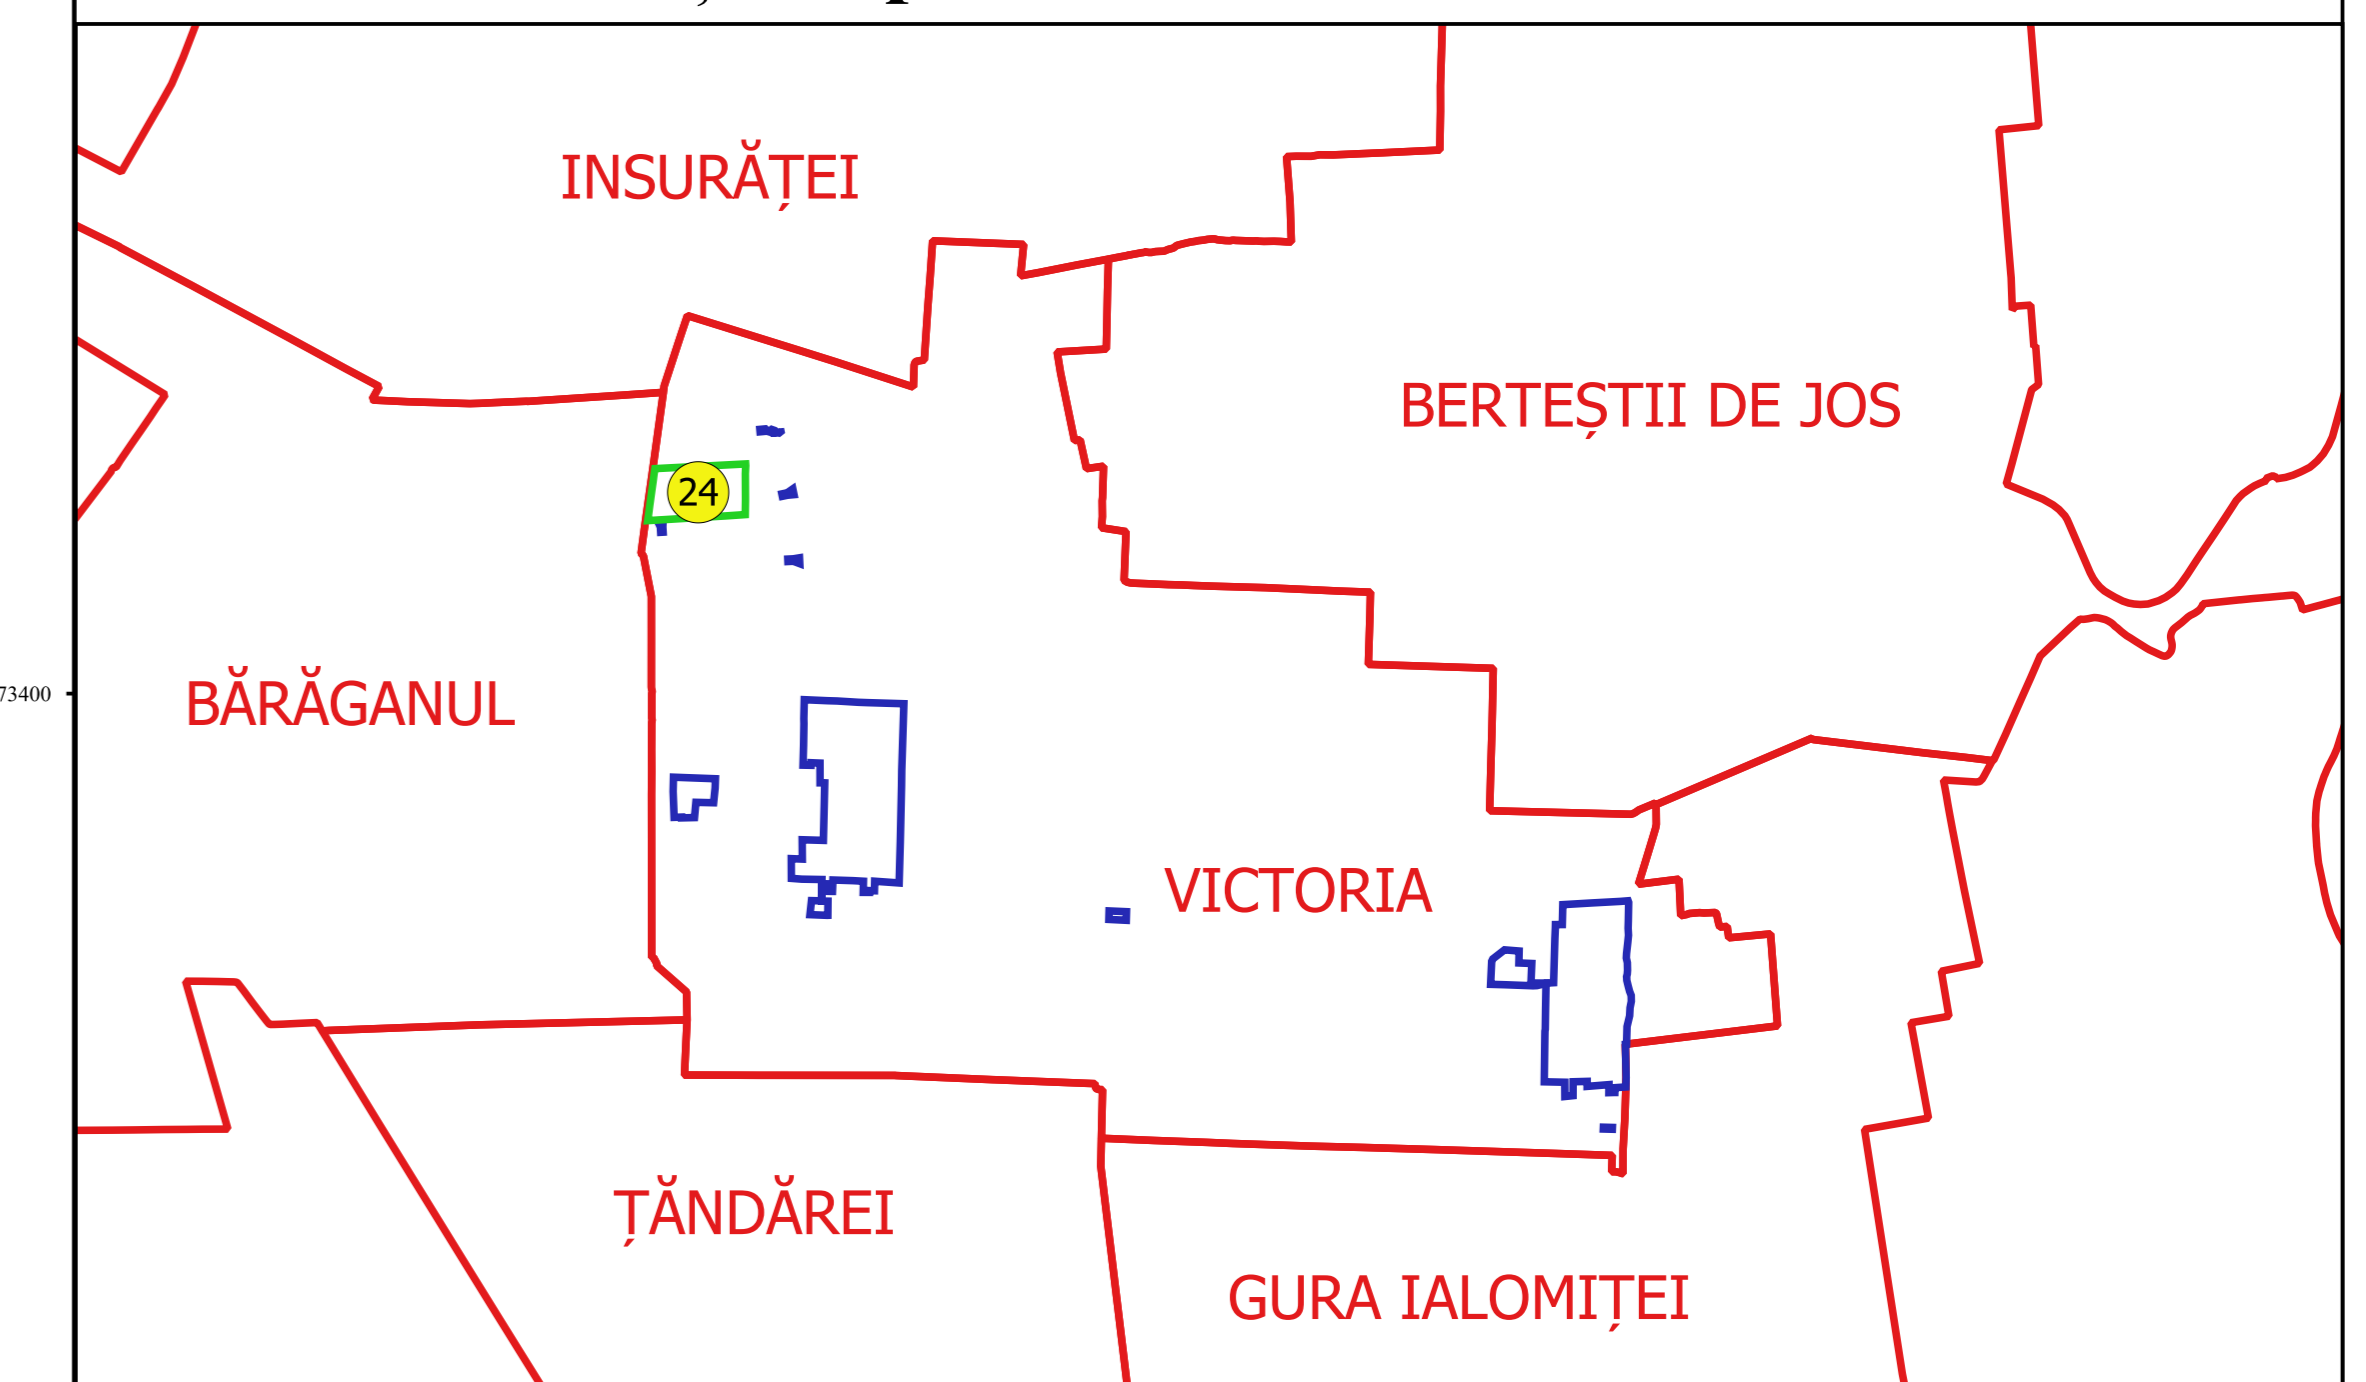 INSURĂȚEI
BERTEȘTII DE JOS
24
BĂRĂGANUL
73400
VICTORIA
ȚĂNDĂREI
GURA IALOMIȚEI